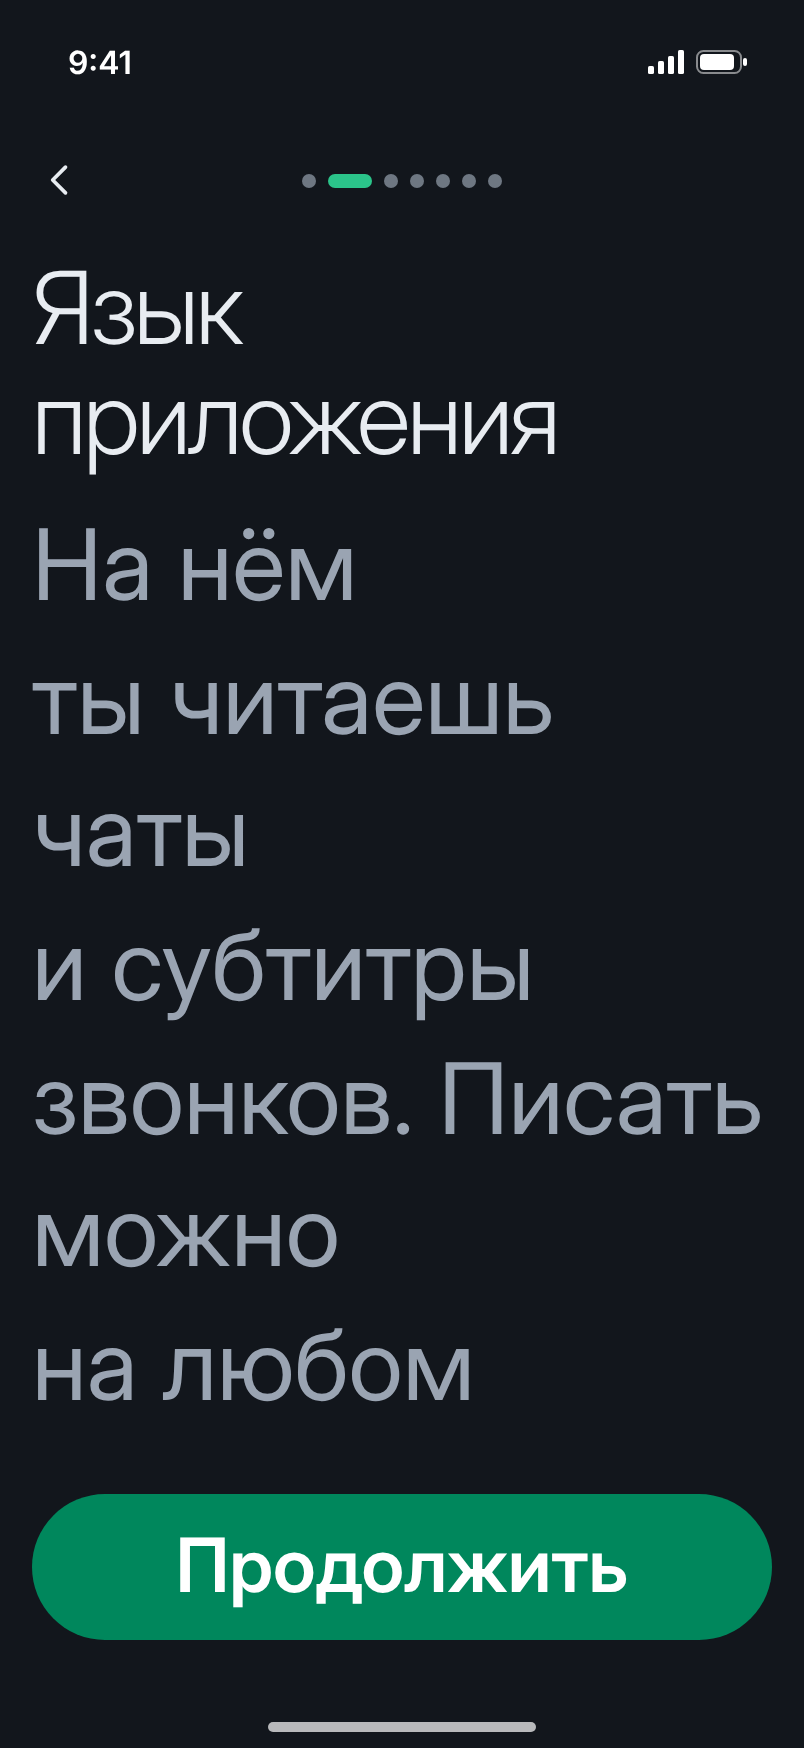 9:41
Язык
приложения
На нём
ты читаешь
чаты
и субтитры
звонков. Писать
можно
на любом
Продолжить